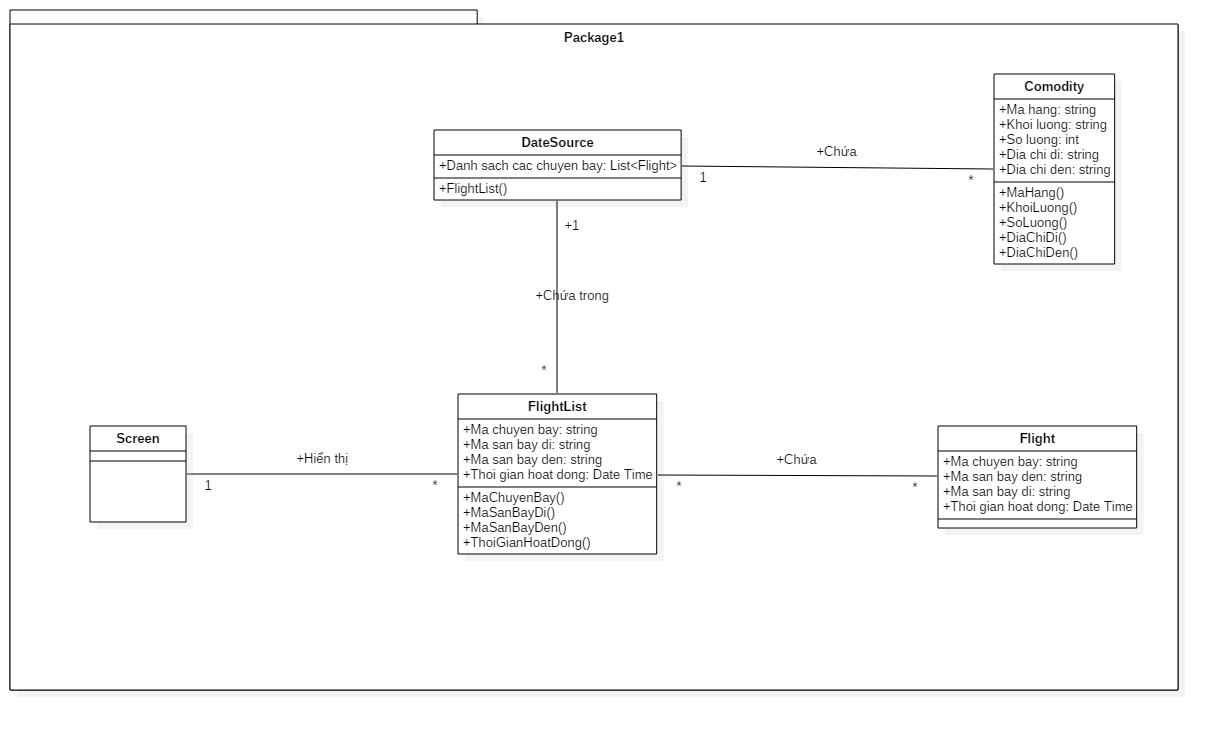 Package1
Comodity
+Ma hang: string
+Khoi luong: string
+So luong: int
+Dia chi di: string
+Dia chi den: string
+MaHang()
+KhoiLuong()
+SoLuong()
+DiaChiDi()
+DiaChiDen()
DateSource
+Danh sach cac chuyen bay: List<Flight>
+FlightList()
+Chứa
1
*
+1
+Chứa trong
*
FlightList
+Ma chuyen bay: string
+Ma san bay di: string
+Ma san bay den: string
+Thoi gian hoat dong: Date Time
+MaChuyenBay()
+MaSanBayDi()
+MaSanBayDen()
+ThoiGianHoatDong()
Screen
+Hiển thị
1
*
+Chứa
*
*
Flight
+Ma chuyen bay: string
+Ma san bay den: string
+Ma san bay di: string
+Thoi gian hoat dong: Date Time